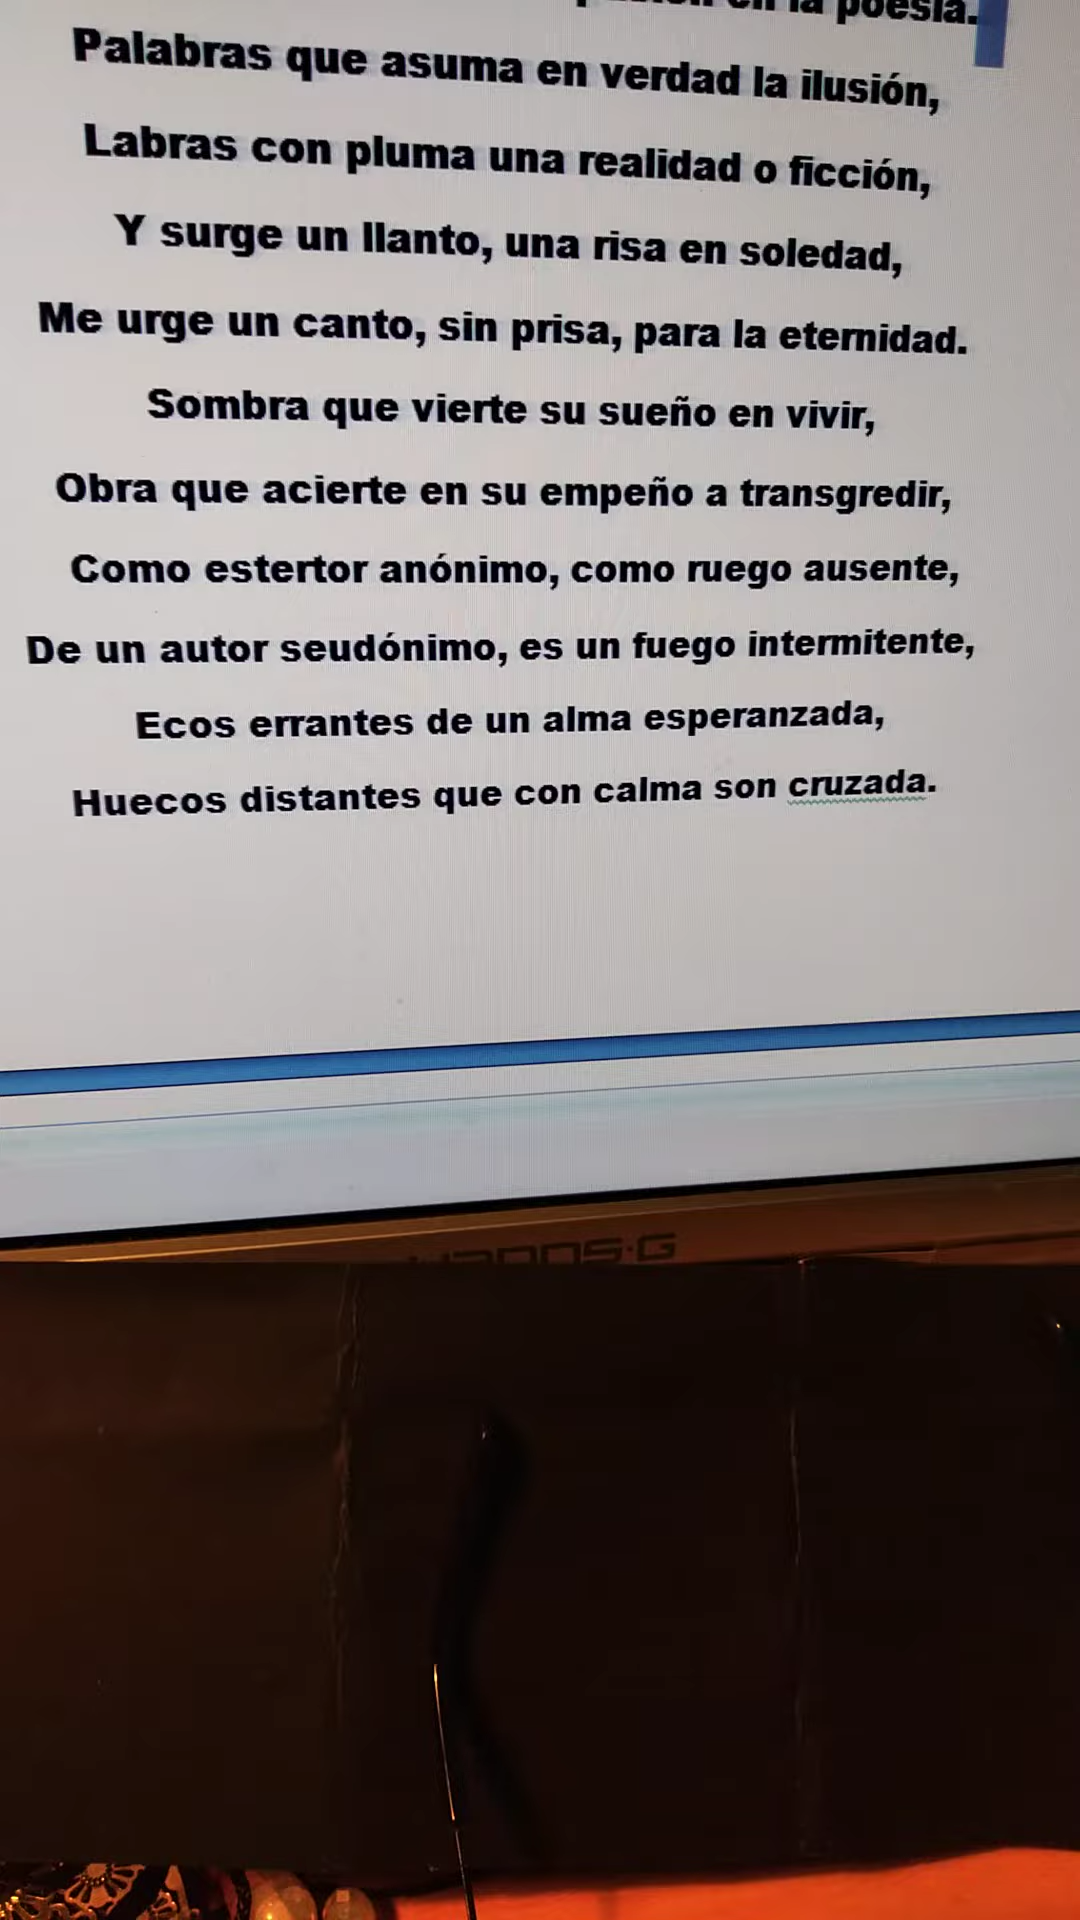 la poesía.
Palabras que asuma en verdad la ilusión,
Labras con pluma una realidad o ficción,
Y surge un llanto, una risa en soledad,
Me urge un canto, sin prisa, para la eternidad.
Sombra que vierte su sueño en vivir,
Obra que acierte en su empeño a transgredir,
Como estertor anónimo, como ruego ausente,
De un autor seudónimo, es un fuego intermitente,
Ecos errantes de un alma esperanzada,
Huecos distantes que con calma son cruzada.